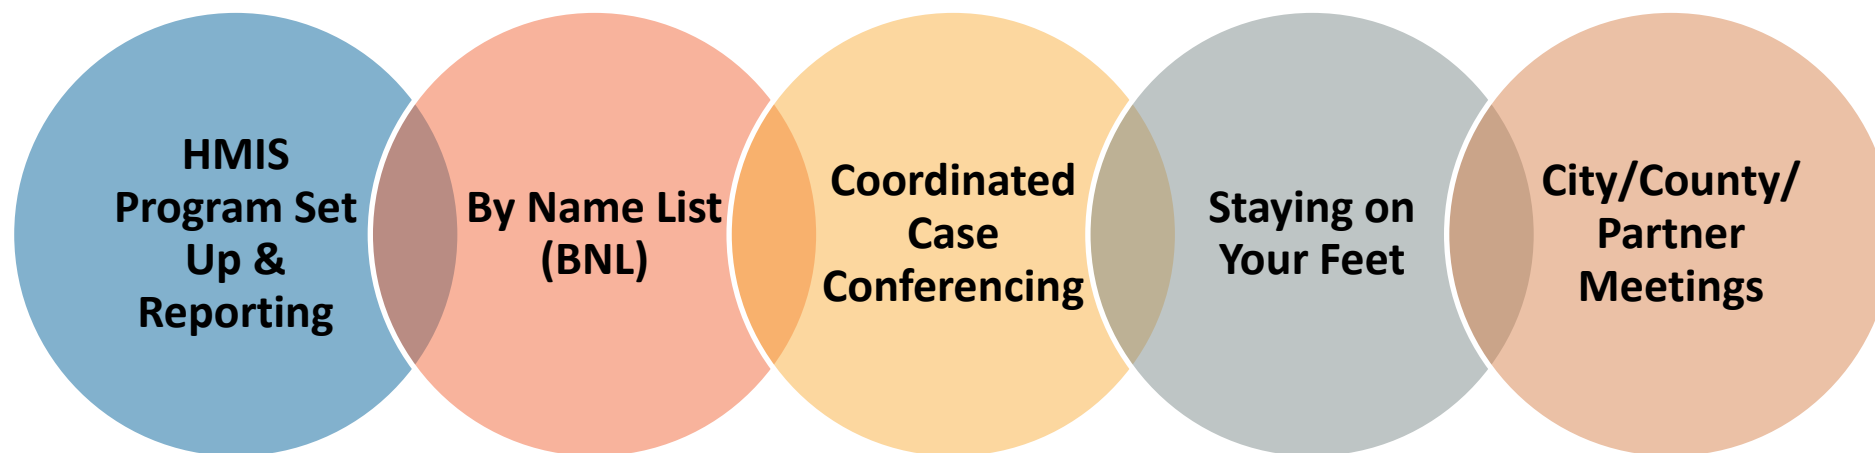 HMIS
Program Set
Up &
Reporting
By Name List
(BNL)
Coordinated
Case
Conferencing
Staying on
Your Feet
City/County/
Partner
Meetings